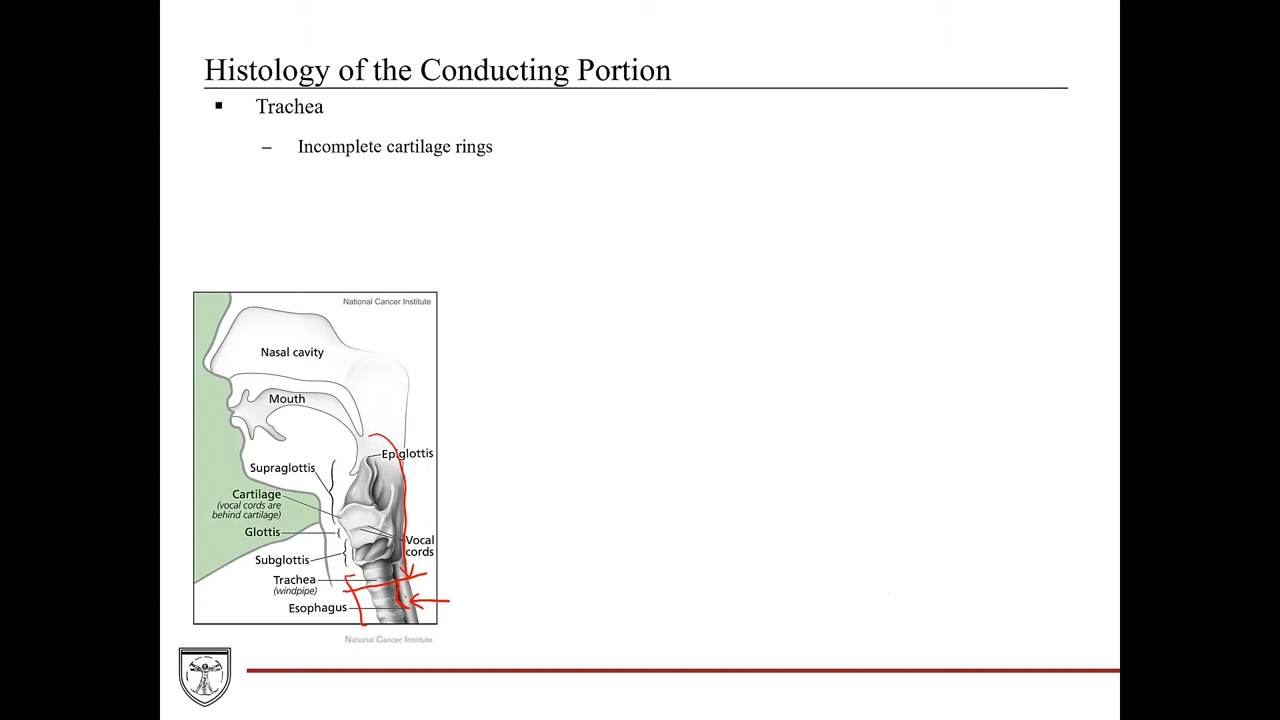 Histology of the Conducting Portion
▪ Trachea
– Incomplete cartilage rings
National Cancer Institute
Nasal cavity
Mouth
Epiglottis
Supraglottis
Cartilage
(vocal cords are
behind cartilage)
Glottis
Vocal
cords
Subglottis
Trachea
(windpipe)
Esophagus
National Cancer Institute